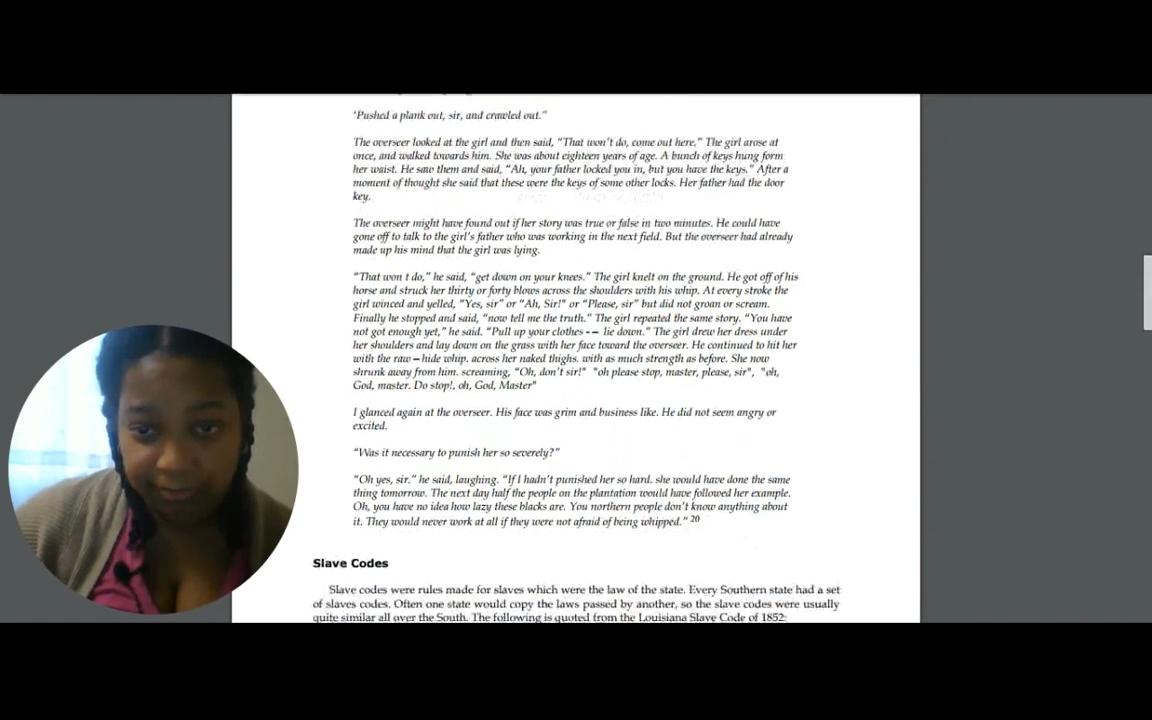 'Pushed a plank out, sir, and crawled out."
The overseer looked at the girl and then said, "That won't do, come out here." The girl arose at
once, and walked towards him. She was about eighteen years of age. A bunch of keys hung form
her waist. He saw them and said, "Ah, your father locked you in, but you have the keys." After a
moment of thought she said that these were the keys of some other locks. Her father had the door
key.
The overseer might have found out if her story was true or false in two minutes. He could have
gone off to talk to the girl's father who was working in the next field. But the overseer had already
made up his mind that the girl was lying.
"That won t do," he said, "get down on your knees." The girl knelt on the ground. He got off of his
horse and struck her thirty or forty blows across the shoulders with his whip. At every stroke the
girl winced and yelled, "Yes, sir" or "Ah, Sir!" or "Please, sir" but did not groan or scream.
Finally he stopped and said, "now tell me the truth." The girl repeated the same story. "You have
not got enough yet," he said. "Pull up your clothes -- lie down." The girl drew her dress under
her shoulders and lay down on the grass with her face toward the overseer. He continued to hit her
with the raw—hide whip. across her naked thighs. with as much strength as before. She now
shrunk away from him. screaming, "Oh, don't sir!" "oh please stop, master, please, sir", "oh,
God, master. Do stop!, oh, God, Master"
I glanced again at the overseer. His face was grim and business like. He did not seem angry or
excited.
"Was it necessary to punish her so severely?"
"Oh yes, sir." he said, laughing. "If I hadn't punished her so hard. she would have done the same
thing tomorrow. The next day half the people on the plantation would have followed her example.
Oh, you have no idea how lazy these blacks are. You northern people don't know anything about
it. They would never work at all if they were not afraid of being whipped." 20
Slave Codes
Slave codes were rules made for slaves which were the law of the state. Every Southern state had a set
of slaves codes. Often one state would copy the laws passed by another, so the slave codes were usually
quite similar all over the South. The following is quoted from the Louisiana Slave Code of 1852: